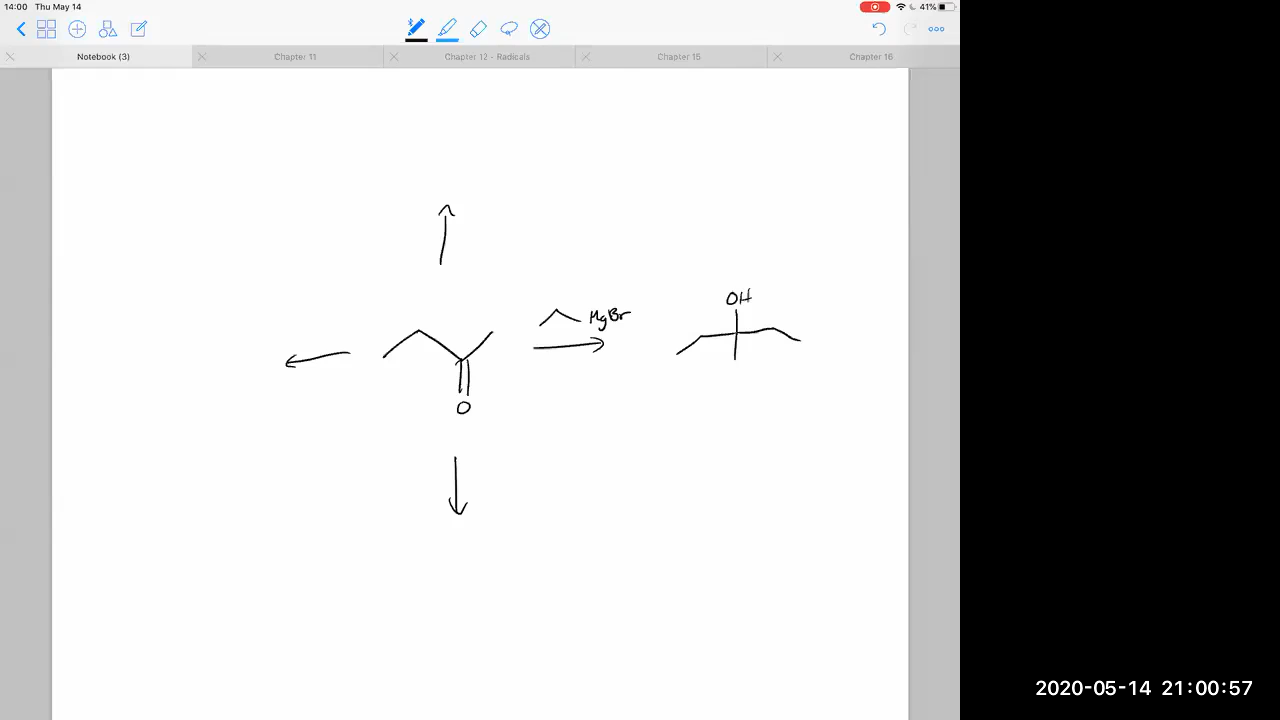 14:00 Thu May 14
41%
Notebook (3)
Chapter 11
Chapter 12 - Radicals
Chapter 15
Chapter 16
OH
MgBr
O
2020-05-14 21:00:57